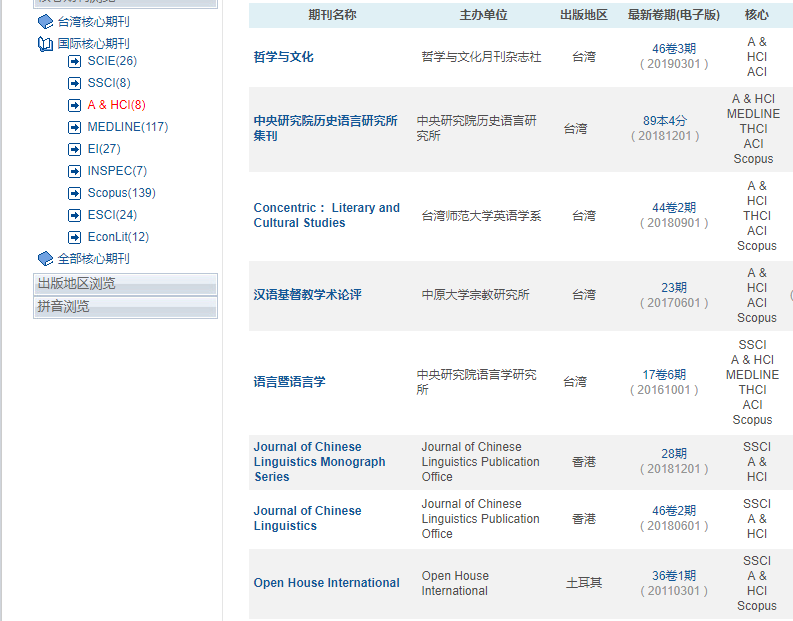 台湾核心期刊
国际核心期刊
SCIE(26)
SSCI(8)
A & HCI(8)
MEDLINE(117)
EI(27)
INSPEC(7)
Scopus(139)
ESCI(24)
EconLit(12)
全部核心期刊
出版地区浏览
拼音浏览
期刊名称 主办单位 出版地区 最新卷期(电子版) 核心
哲学与文化 哲学与文化月刊杂志社 台湾 46卷3期 A &
( 20190301 ) HCI
ACI
中央研究院历史语言研究所 中央研究院历史语言研 台湾 89本4分 A & HCI
集刊 究所 ( 20181201 ) MEDLINE
THCI
ACI
Scopus
Concentric： Literary and 台湾师范大学英语学系 台湾 44卷2期 A &
Cultural Studies ( 20180901 ) HCI
THCI
ACI
Scopus
汉语基督教学术论评 中原大学宗教研究所 台湾 23期 A &
( 20170601 ) HCI
ACI
Scopus
语言暨语言学 中央研究院语言学研究 台湾 17卷6期 SSCI
所 ( 20161001 ) A & HCI
MEDLINE
THCI
ACI
Scopus
Journal of Chinese Journal of Chinese 香港 28期 SSCI
Linguistics Monograph Linguistics Publication ( 20181201 ) A &
Series Office HCI
Journal of Chinese Journal of Chinese 香港 46卷2期 SSCI
Linguistics Linguistics Publication ( 20180601 ) A &
Office HCI
Open House International Open House 土耳其 36卷1期 SSCI
International ( 20110301 ) A &
HCI
Scopus